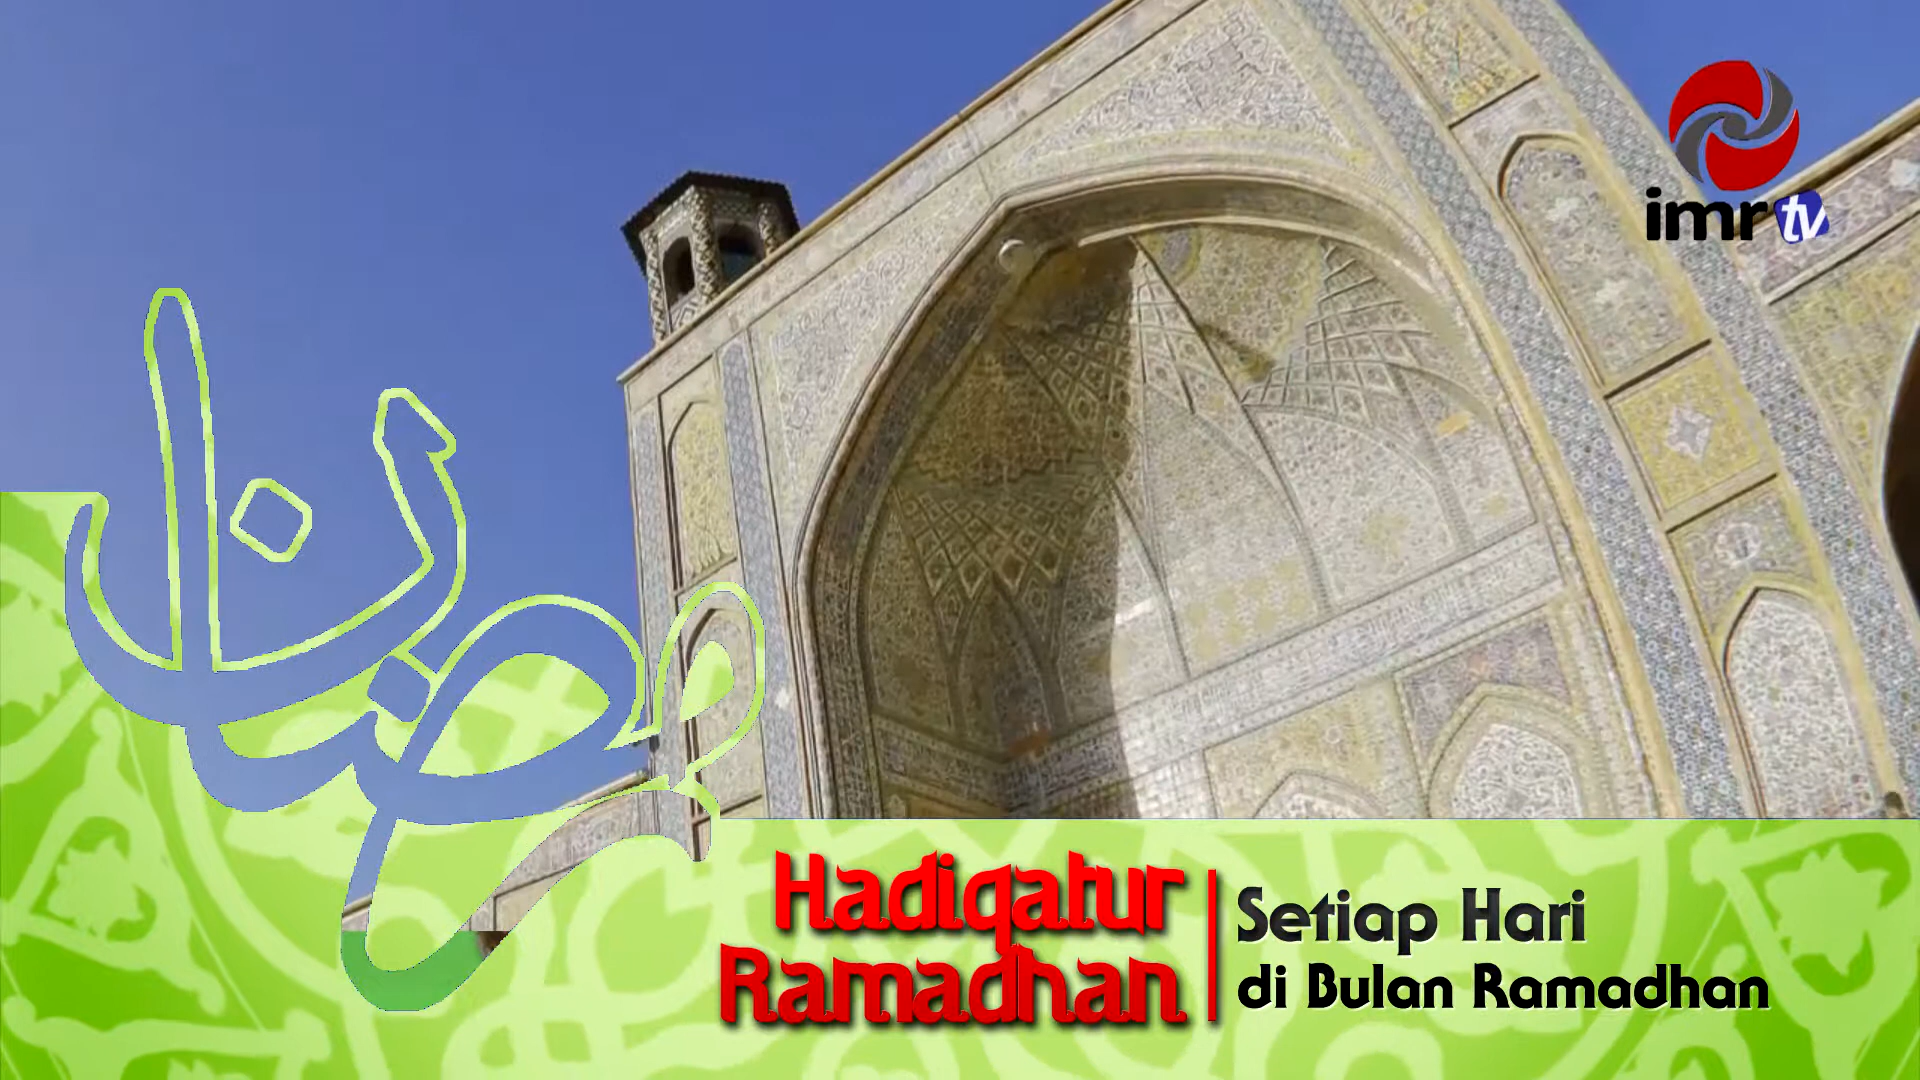 imr tv
رمضان
Hadiqatur
Ramadhan
Setiap Hari
di Bulan Ramadhan